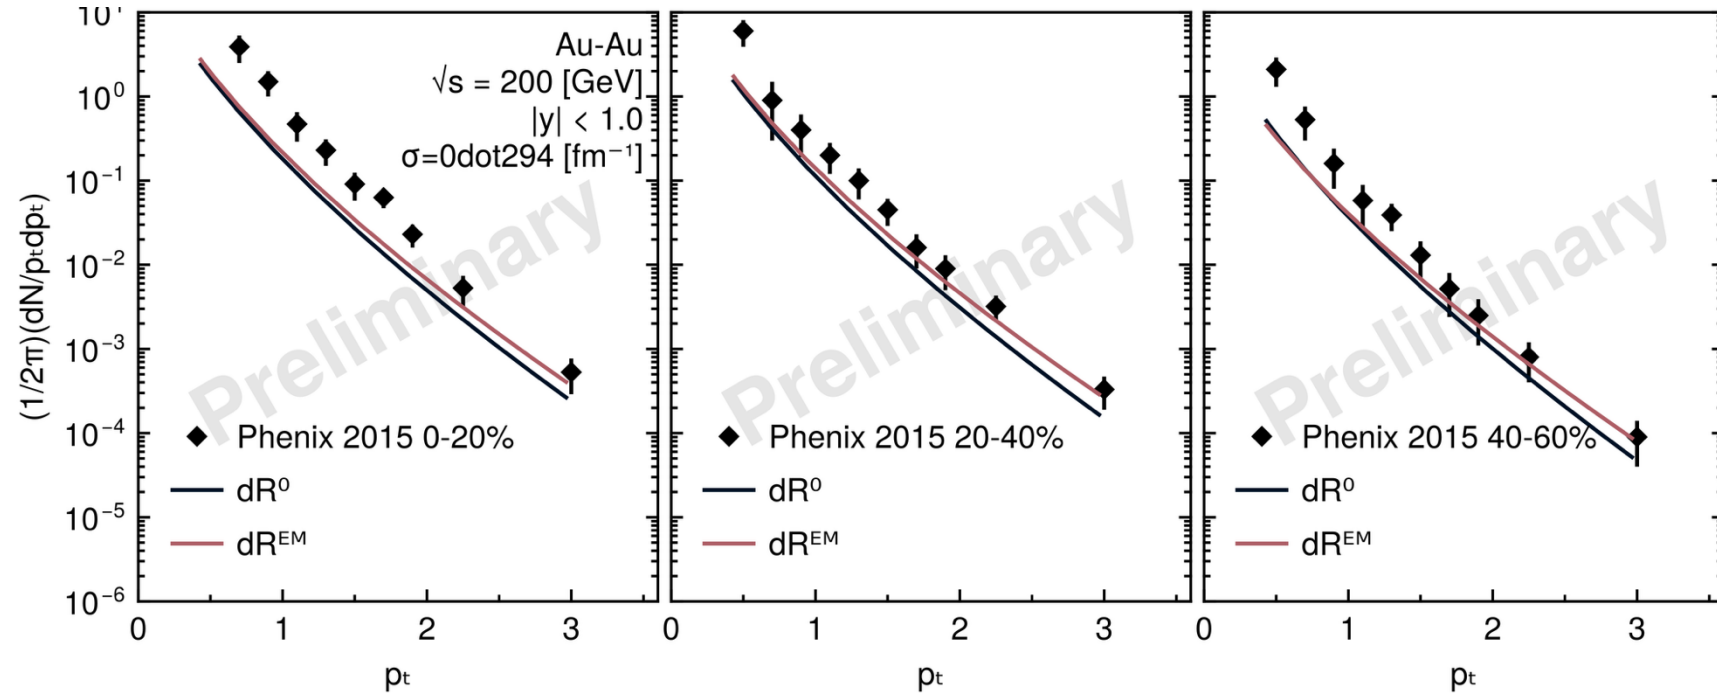 10¹
10⁰
10⁻¹
10⁻²
10⁻³
10⁻⁴
10⁻⁵
10⁻⁶
(1/2π)(dN/pₜdpₜ)
Au-Au
√s = 200 [GeV]
|y| < 1.0
σ=0dot294 [fm⁻¹]
Preliminary
Phenix 2015 0-20%
dR⁰
dRᴱᴹ
0 1 2 3
pₜ
Preliminary
Phenix 2015 20-40%
dR⁰
dRᴱᴹ
0 1 2 3
pₜ
Preliminary
Phenix 2015 40-60%
dR⁰
dRᴱᴹ
0 1 2 3
pₜ